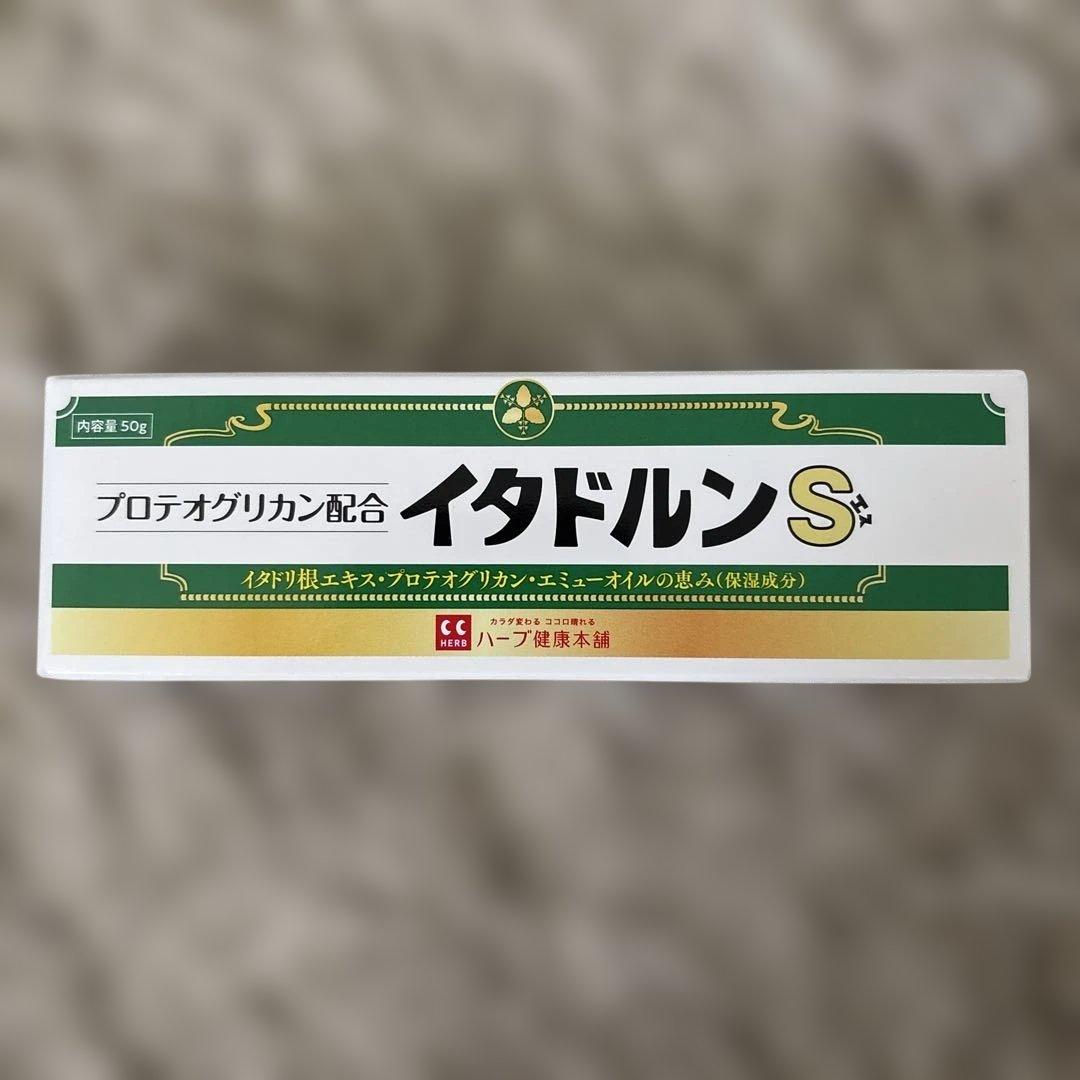 内容量 50g
プロテオグリカン配合 イタドルンS エス
イタドリ根エキス・プロテオグリカン・エミューオイルの恵み(保湿成分)
CC HERB
カラダ変わる ココロ晴れる
ハーブ健康本舗